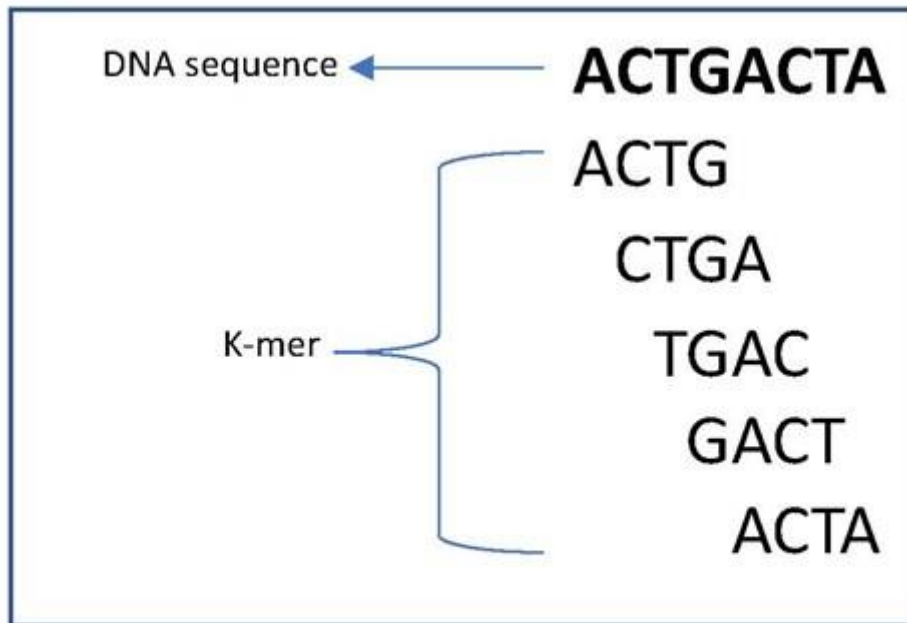 DNA sequence ACTGACTA
ACTG
CTGA
K-mer TGAC
GACT
ACTA